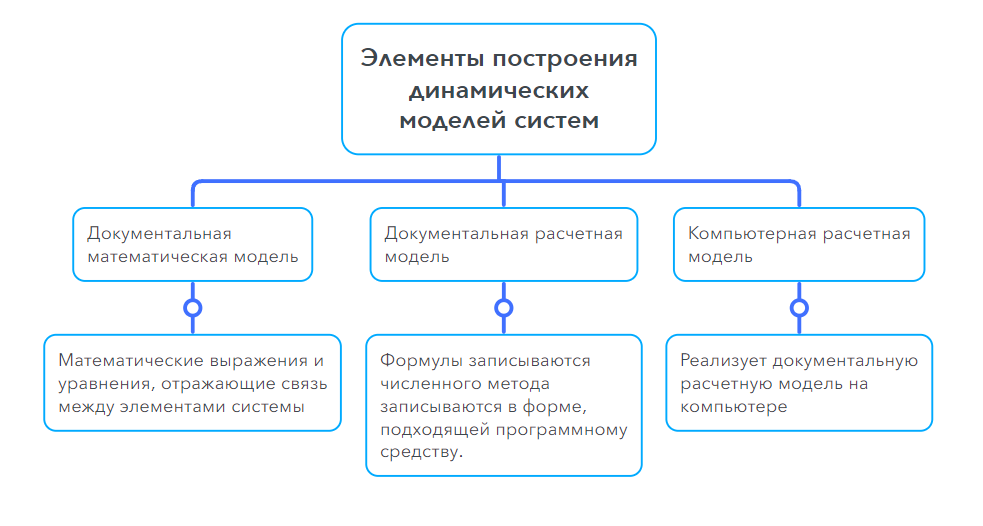 Элементы построения
динамических
моделей систем
Документальная
математическая модель
Документальная расчетная
модель
Компьютерная расчетная
модель
Математические выражения и
уравнения, отражающие связь
между элементами системы
Формулы записываются
численного метода
записываются в форме,
подходящей программному
средству.
Реализует документальную
расчетную модель на
компьютере